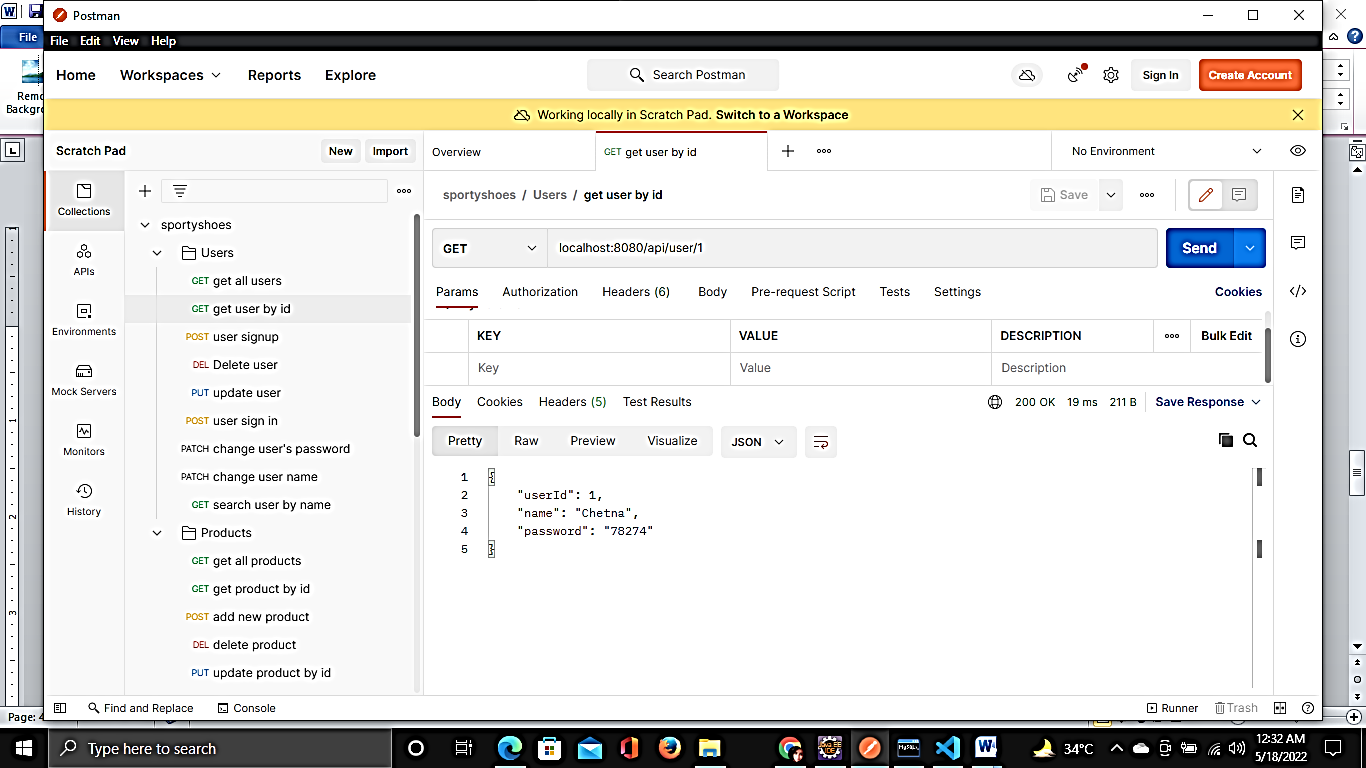 Postman
File
File Edit View Help
Home Workspaces Reports Explore Search Postman Sign In Create Account
Working locally in Scratch Pad. Switch to a Workspace
Scratch Pad New Import Overview GET get user by id No Environment
sportyshoes / Users / get user by id Save
Collections
APIs
Environments
Mock Servers
Monitors
History
sportyshoes
Users
GET get all users
GET get user by id
POST user signup
DEL Delete user
PUT update user
POST user sign in
PATCH change user's password
PATCH change user name
GET search user by name
Products
GET get all products
GET get product by id
POST add new product
DEL delete product
PUT update product by id
GET localhost:8080/api/user/1 Send
Params Authorization Headers (6) Body Pre-request Script Tests Settings Cookies
KEY VALUE DESCRIPTION Bulk Edit
Key Value Description
Body Cookies Headers (5) Test Results 200 OK 19 ms 211 B Save Response
Pretty Raw Preview Visualize JSON
1 {
2 "userId": 1,
3 "name": "Chetna",
4 "password": "78274"
5 }
Find and Replace Console Runner Trash
Type here to search 34°C 12:32 AM
5/18/2022